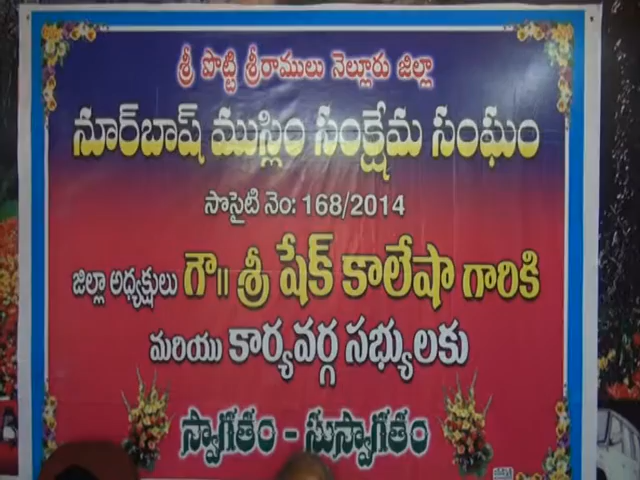 శ్రీ పొట్టి శ్రీరాములు నెల్లూరు జిల్లా
నూర్‌బాష్ ముస్లిం సంక్షేమ సంఘం
సొసైటి నెం: 168/2014
జిల్లా అధ్యక్షులు గౌ॥ శ్రీ షేక్ కాలేషా గారికి
మరియు కార్యవర్గ సభ్యులకు
స్వాగతం - సుస్వాగతం